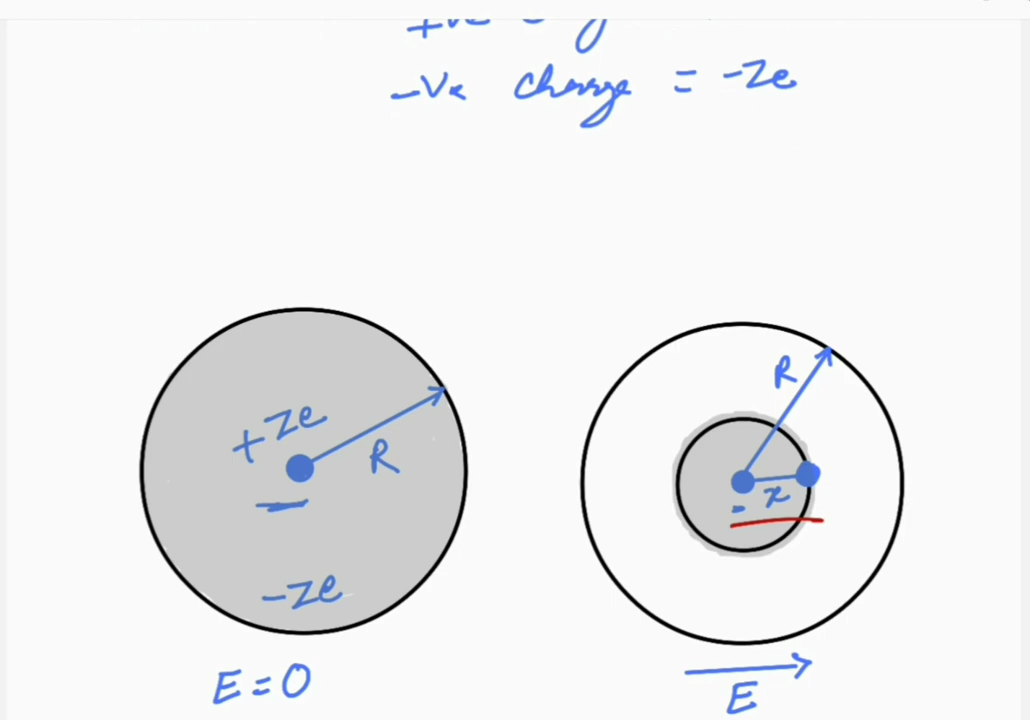 -ve charge = -Ze
R
+Ze
R
- x
-Ze
E = 0
E